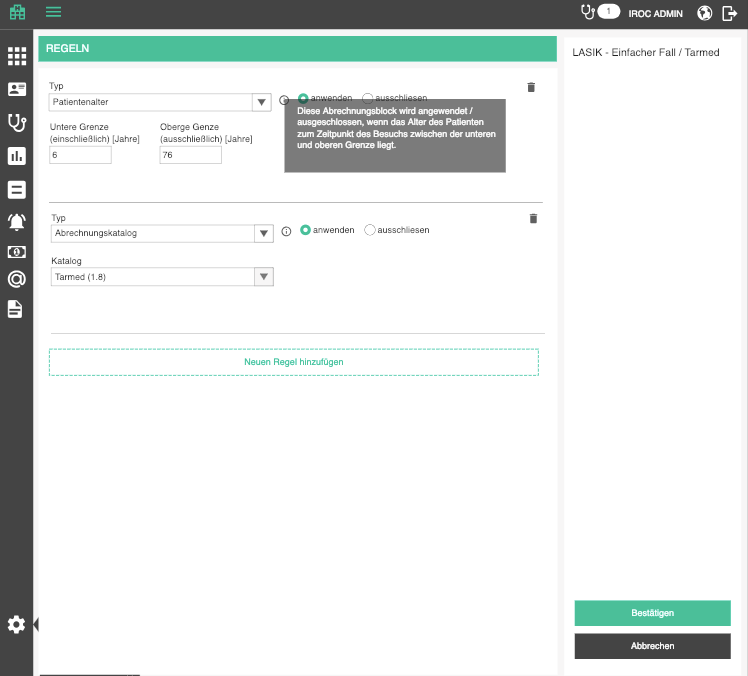 1 IROC ADMIN
REGELN
LASIK - Einfacher Fall / Tarmed
Typ
Patientenalter
anwenden ausschliesen
Diese Abrechnungsblock wird angewendet /
ausgeschlossen, wenn das Alter des Patienten
zum Zeitpunkt des Besuchs zwischen der unteren
und oberen Grenze liegt.
Untere Grenze
(einschließlich) [Jahre]
6
Oberge Genze
(ausschließlich) [Jahre]
76
Typ
Abrechnungskatalog
anwenden ausschliesen
Katalog
Tarmed (1.8)
Neuen Regel hinzufügen
Bestätigen
Abbrechen